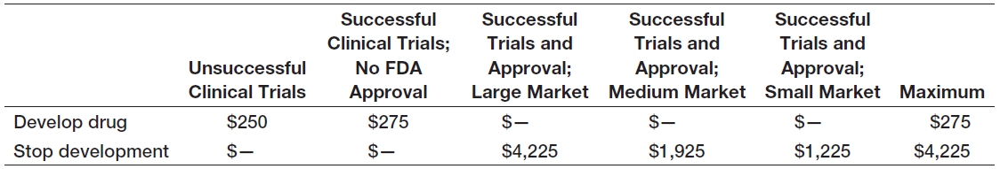 Successful Successful Successful Successful
Clinical Trials; Trials and Trials and Trials and
Unsuccessful No FDA Approval; Approval; Approval;
Clinical Trials Approval Large Market Medium Market Small Market Maximum
Develop drug $250 $275 $— $— $— $275
Stop development $— $— $4,225 $1,925 $1,225 $4,225